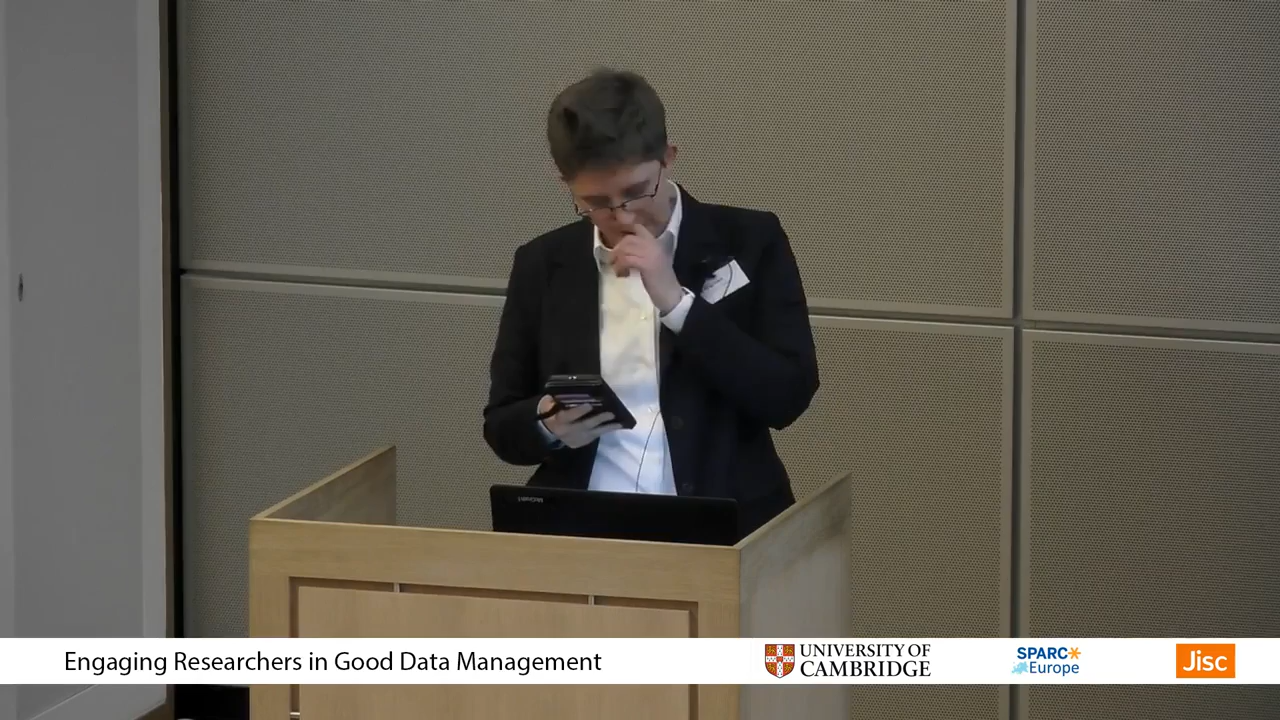 Engaging Researchers in Good Data Management
UNIVERSITY OF
CAMBRIDGE
SPARC
Europe
Jisc